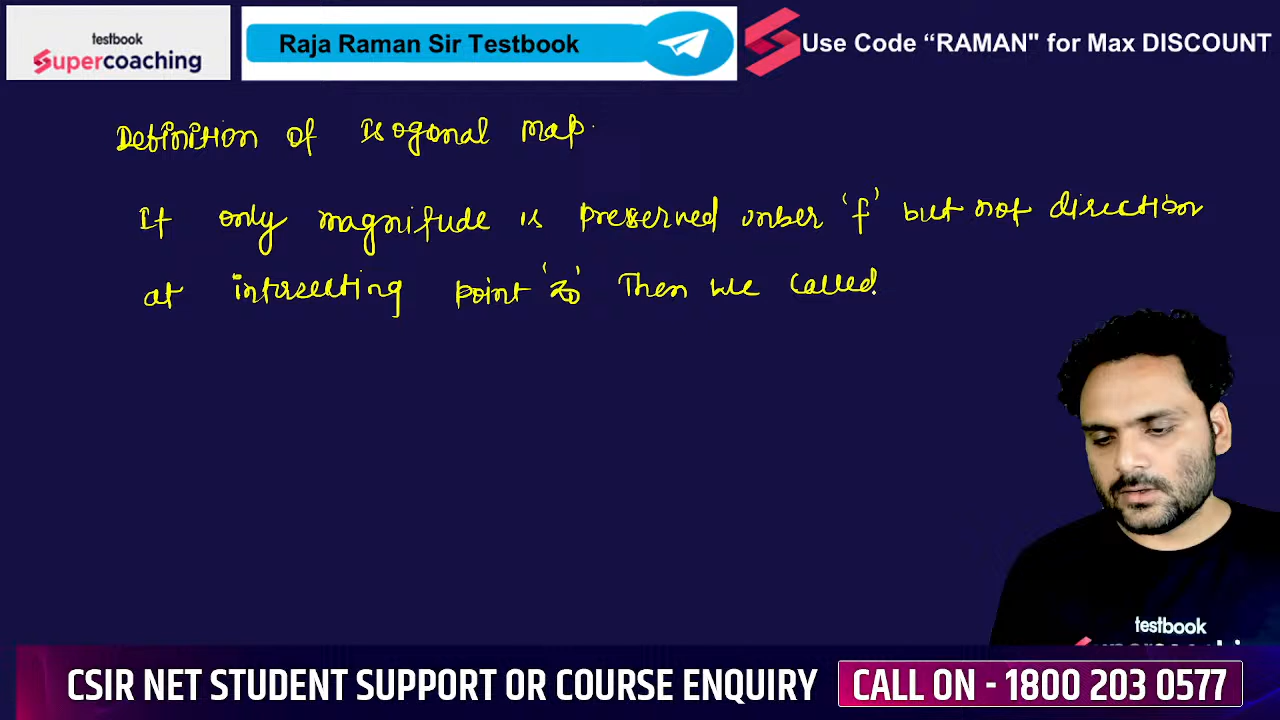 testbook
Supercoaching
Raja Raman Sir Testbook
Use Code “RAMAN" for Max DISCOUNT
Definition of Isogonal Map.
If only magnitude is preserved under 'f' but not direction
at intersecting point 'z0' Then we called
testbook
CSIR NET STUDENT SUPPORT OR COURSE ENQUIRY
CALL ON - 1800 203 0577